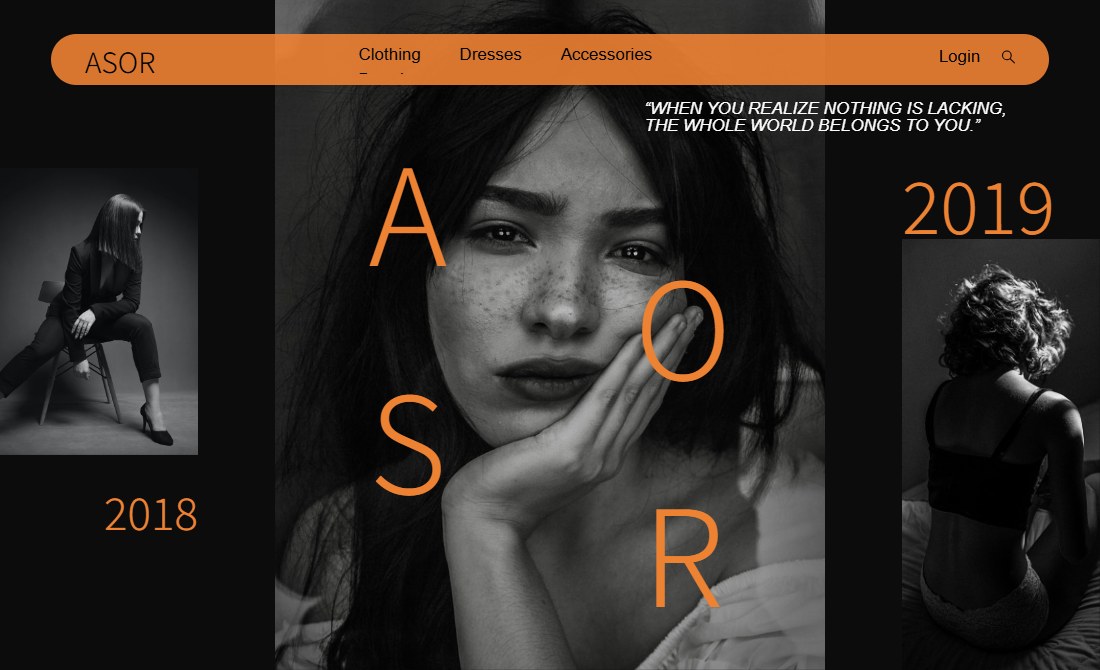 ASOR
Clothing Dresses Accessories
Login
“WHEN YOU REALIZE NOTHING IS LACKING,
THE WHOLE WORLD BELONGS TO YOU.”
A
O
S
R
2019
2018